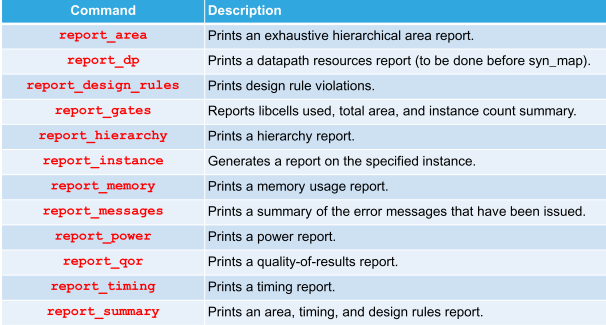 Command Description
report_area Prints an exhaustive hierarchical area report.
report_dp Prints a datapath resources report (to be done before syn_map).
report_design_rules Prints design rule violations.
report_gates Reports libcells used, total area, and instance count summary.
report_hierarchy Prints a hierarchy report.
report_instance Generates a report on the specified instance.
report_memory Prints a memory usage report.
report_messages Prints a summary of the error messages that have been issued.
report_power Prints a power report.
report_qor Prints a quality-of-results report.
report_timing Prints a timing report.
report_summary Prints an area, timing, and design rules report.